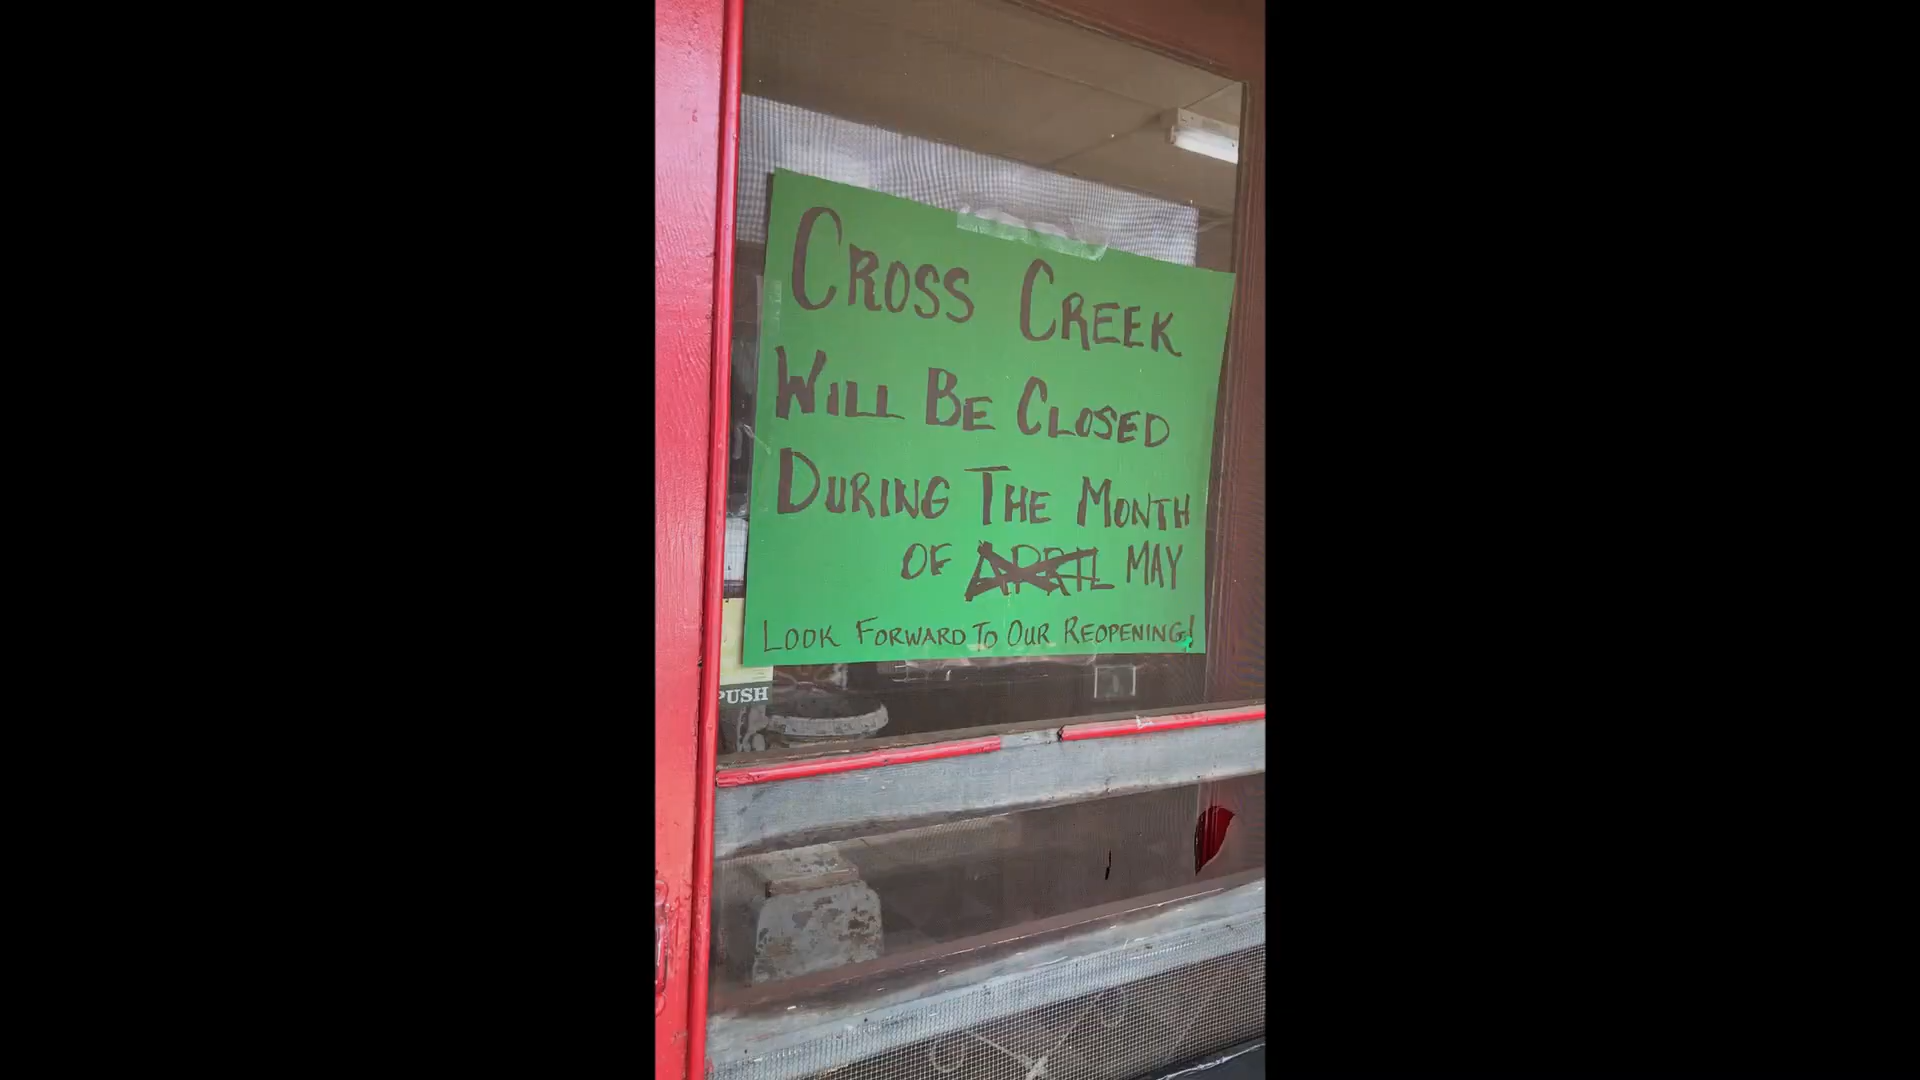 CROSS CREEK
WILL BE CLOSED
DURING THE MONTH
OF APRIL MAY
LOOK FORWARD TO OUR REOPENING!
PUSH